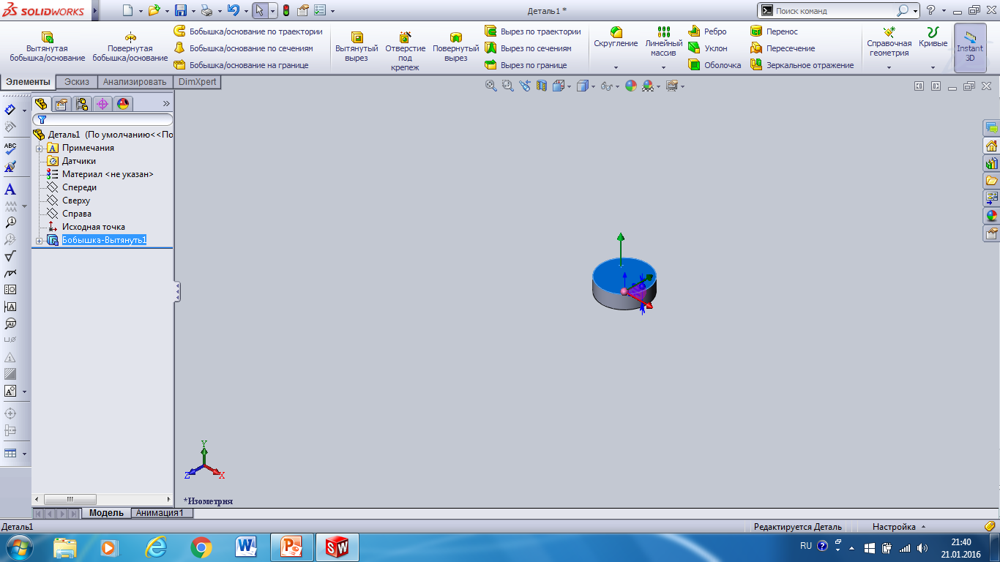 SOLIDWORKS
Деталь1 *
Поиск команд
Вытянутая
бобышка/основание
Повернутая
бобышка/основание
Бобышка/основание по траектории
Бобышка/основание по сечениям
Бобышка/основание на границе
Вытянутый
вырез
Отверстие
под
крепеж
Повернутый
вырез
Вырез по траектории
Вырез по сечениям
Вырез по границе
Скругление
Линейный
массив
Ребро
Уклон
Оболочка
Перенос
Пересечение
Зеркальное отражение
Справочная
геометрия
Кривые
Instant
3D
Элементы
Эскиз
Анализировать
DimXpert
Деталь1 (По умолчанию<<По
Примечания
Датчики
Материал <не указан>
Спереди
Сверху
Справа
Исходная точка
Бобышка-Вытянуть1
ABC
Y
Z
X
*Изометрия
Модель
Анимация1
Деталь1
Редактируется Деталь
Настройка
RU
21:40
21.01.2016